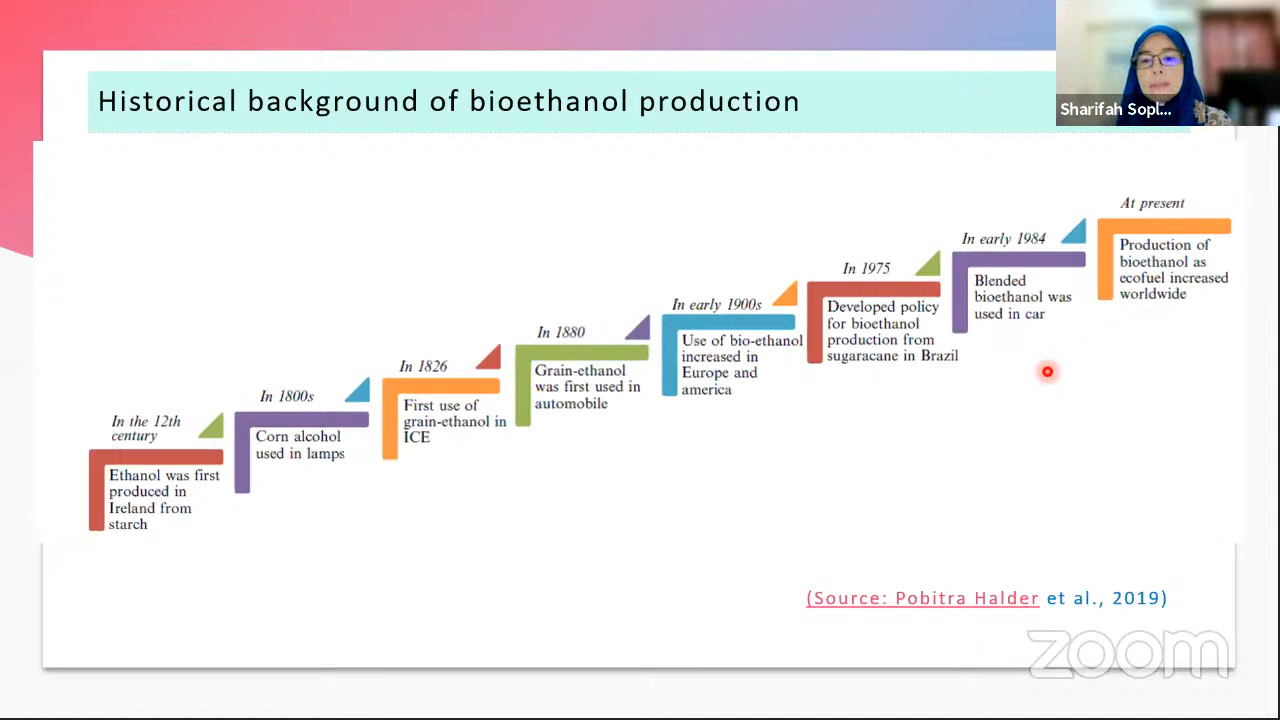 Historical background of bioethanol production
Sharifah Sopl...
In the 12th
century
Ethanol was first
produced in
Ireland from
starch
In 1800s
Corn alcohol
used in lamps
In 1826
First use of
grain-ethanol in
ICE
In 1880
Grain-ethanol
was first used in
automobile
In early 1900s
Use of bio-ethanol
increased in
Europe and
america
In 1975
Developed policy
for bioethanol
production from
sugaracane in Brazil
In early 1984
Blended
bioethanol was
used in car
At present
Production of
bioethanol as
ecofuel increased
worldwide
(Source: Pobitra Halder et al., 2019)
zoom